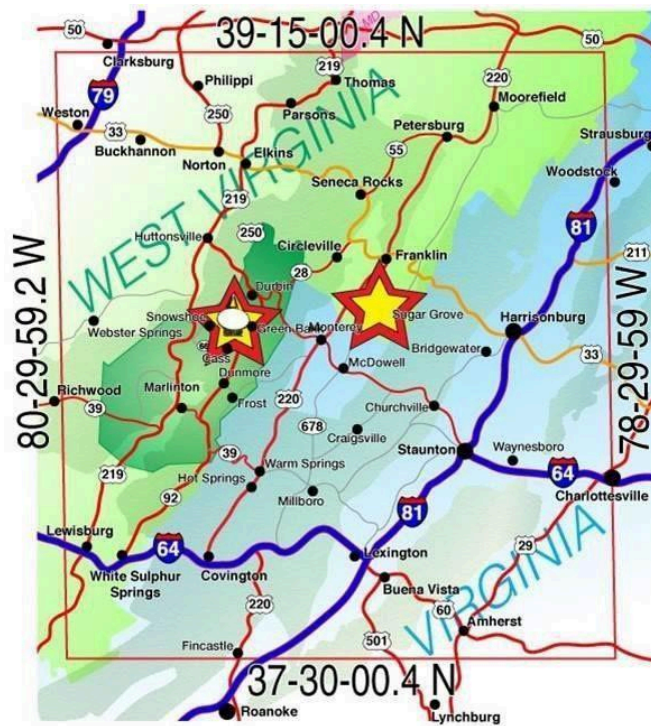 MD
50
39-15-00.4 N
50
Clarksburg
219
Thomas
220
Philippi
79
Parsons
Moorefield
Weston
250
Petersburg
33
Strausburg
Buckhannon
Norton
Elkins
55
Woodstock
219
Seneca Rocks
WEST VIRGINIA
81
Huttonsville
250
Circleville
Franklin
211
28
80-29-59.2 W
Durbin
Snowshoe
Sugar Grove
Webster Springs
Green Bank
Monterey
Harrisonburg
Cass
McDowell
Bridgewater
33
78-29-59 W
Richwood
Dunmore
39
Marlinton
Frost
220
Churchville
678
Craigsville
Staunton
Waynesboro
39
219
Warm Springs
64
92
Hot Springs
Millboro
Charlottesville
81
Lewisburg
64
29
White Sulphur
Springs
Covington
Lexington
VIRGINIA
Buena Vista
220
60
Amherst
501
Fincastle
37-30-00.4 N
Roanoke
Lynchburg